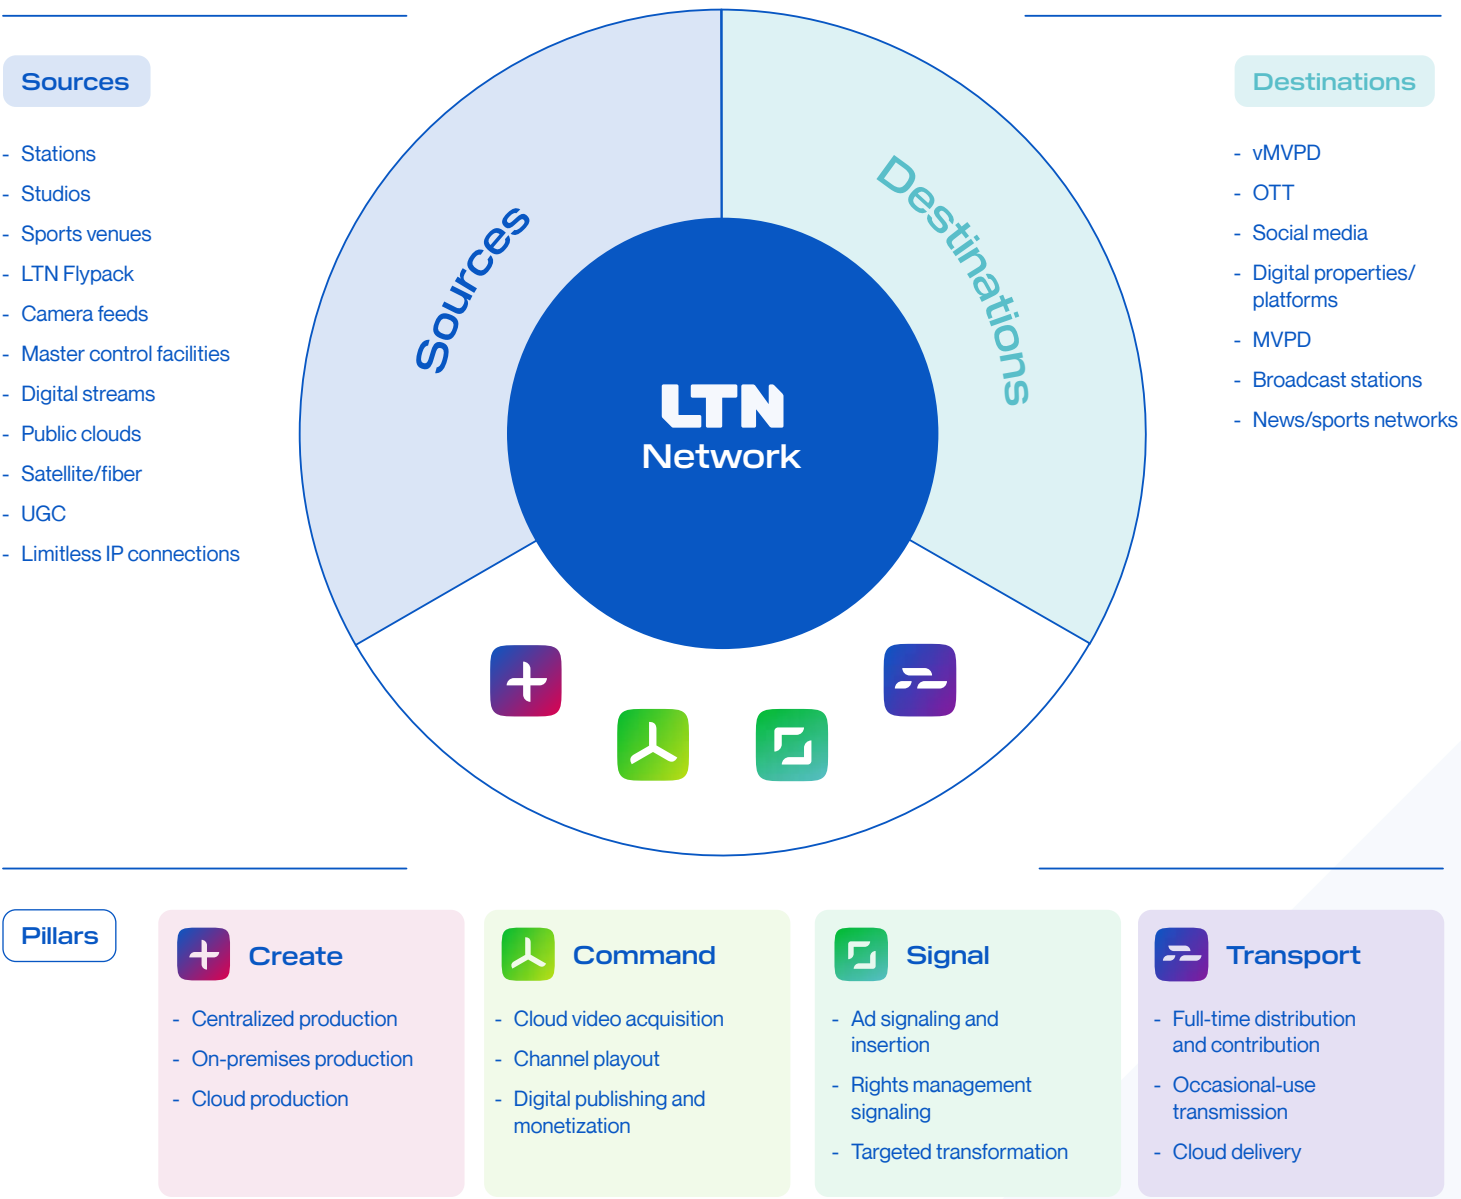 Sources
- Stations
- Studios
- Sports venues
- LTN Flypack
- Camera feeds
- Master control facilities
- Digital streams
- Public clouds
- Satellite/fiber
- UGC
- Limitless IP connections
Sources
Destinations
LTN
Network
Destinations
- vMVPD
- OTT
- Social media
- Digital properties/
platforms
- MVPD
- Broadcast stations
- News/sports networks
Pillars
Create
- Centralized production
- On-premises production
- Cloud production
Command
- Cloud video acquisition
- Channel playout
- Digital publishing and
monetization
Signal
- Ad signaling and
insertion
- Rights management
signaling
- Targeted transformation
Transport
- Full-time distribution
and contribution
- Occasional-use
transmission
- Cloud delivery